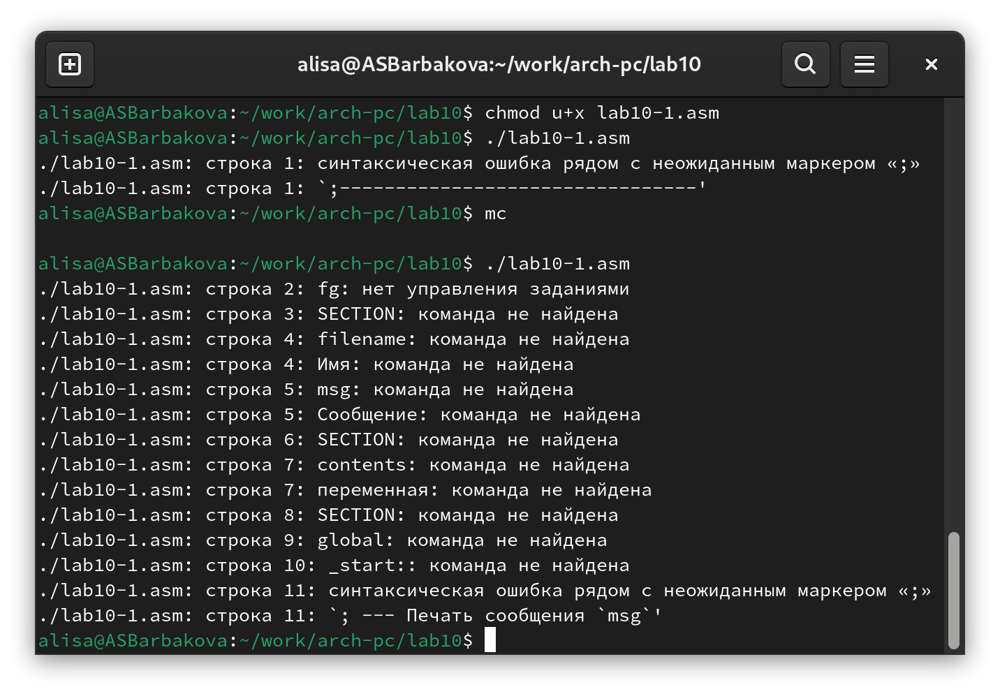 alisa@ASBarbakova:~/work/arch-pc/lab10
alisa@ASBarbakova:~/work/arch-pc/lab10$ chmod u+x lab10-1.asm
alisa@ASBarbakova:~/work/arch-pc/lab10$ ./lab10-1.asm
./lab10-1.asm: строка 1: синтаксическая ошибка рядом с неожиданным маркером «;»
./lab10-1.asm: строка 1: `;--------------------------------'
alisa@ASBarbakova:~/work/arch-pc/lab10$ mc
alisa@ASBarbakova:~/work/arch-pc/lab10$ ./lab10-1.asm
./lab10-1.asm: строка 2: fg: нет управления заданиями
./lab10-1.asm: строка 3: SECTION: команда не найдена
./lab10-1.asm: строка 4: filename: команда не найдена
./lab10-1.asm: строка 4: Имя: команда не найдена
./lab10-1.asm: строка 5: msg: команда не найдена
./lab10-1.asm: строка 5: Сообщение: команда не найдена
./lab10-1.asm: строка 6: SECTION: команда не найдена
./lab10-1.asm: строка 7: contents: команда не найдена
./lab10-1.asm: строка 7: переменная: команда не найдена
./lab10-1.asm: строка 8: SECTION: команда не найдена
./lab10-1.asm: строка 9: global: команда не найдена
./lab10-1.asm: строка 10: _start:: команда не найдена
./lab10-1.asm: строка 11: синтаксическая ошибка рядом с неожиданным маркером «;»
./lab10-1.asm: строка 11: `; --- Печать сообщения `msg`'
alisa@ASBarbakova:~/work/arch-pc/lab10$